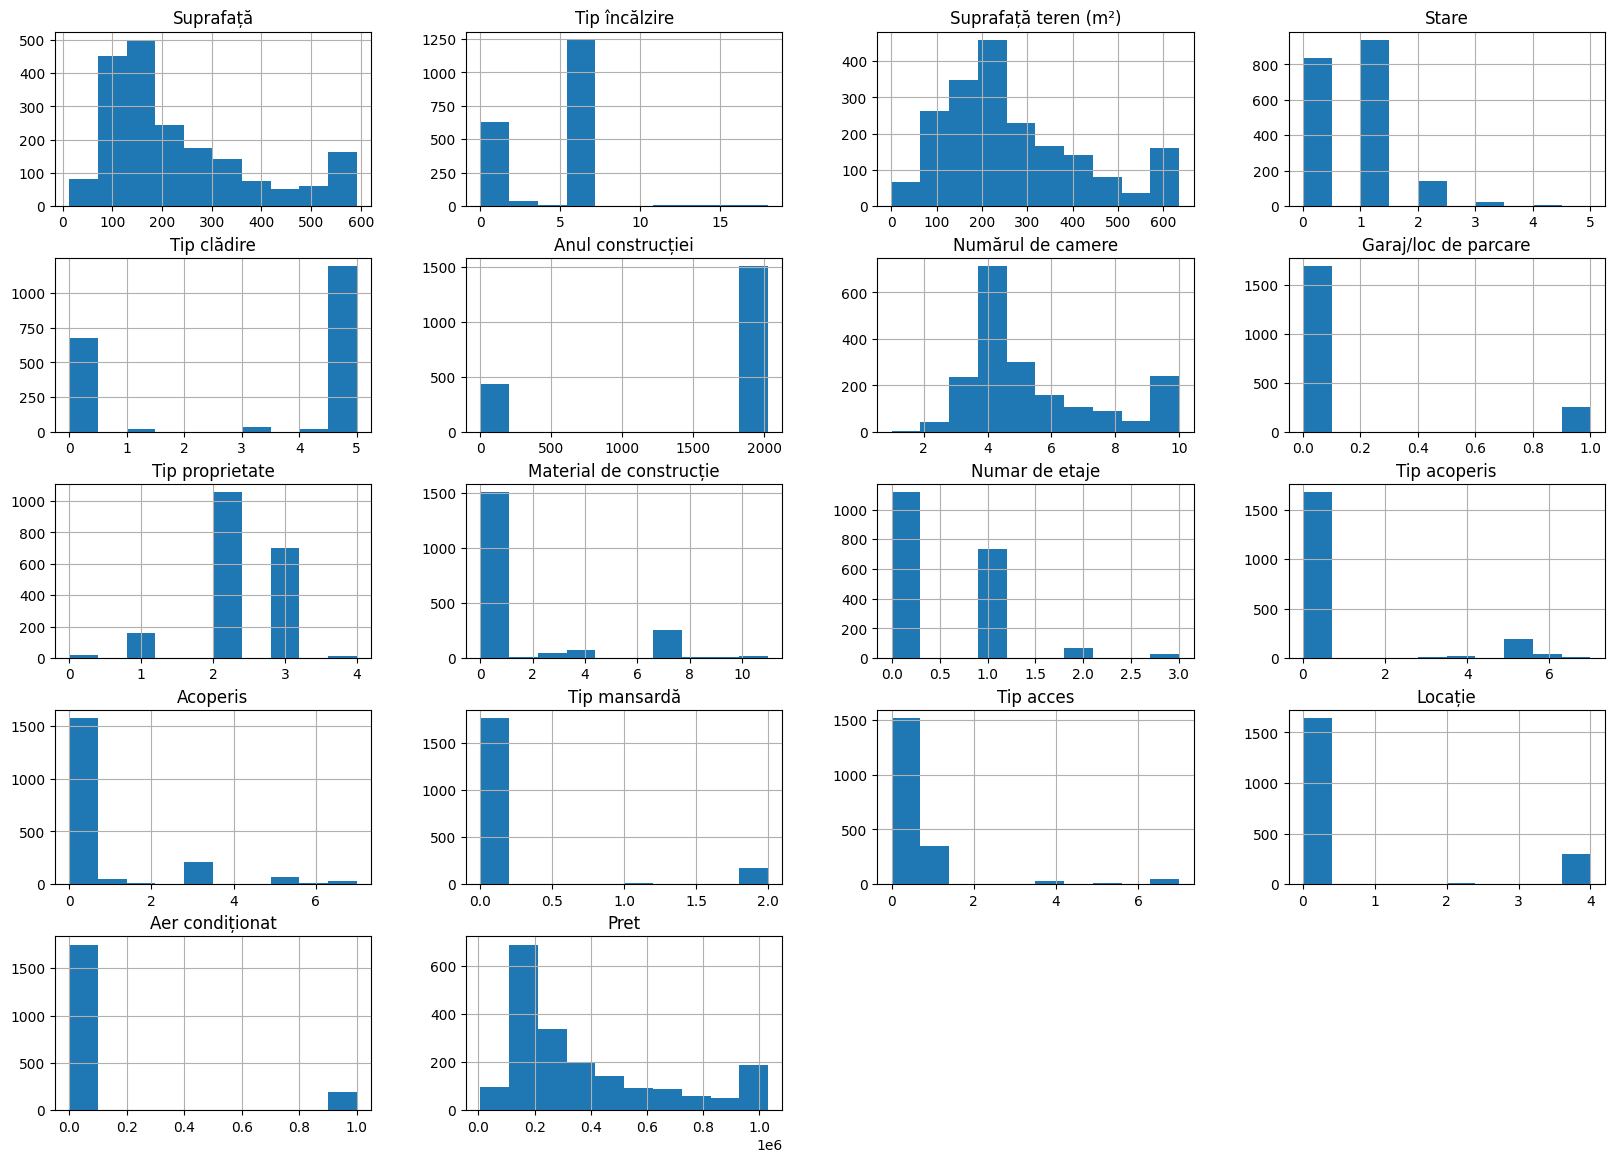 Suprafață Tip încălzire Suprafață teren (m²) Stare
500 1250 400 800
400 1000 300 600
300 750 200 400
200 500 100 200
100 250
0 0 0 0
0 100 200 300 400 500 600 0 5 10 15 0 100 200 300 400 500 600 0 1 2 3 4 5
Tip clădire Anul construcției Numărul de camere Garaj/loc de parcare
1000 1500 600 1500
750 1000 400 1000
500 500 200 500
250
0 0 0 0
0 1 2 3 4 5 0 500 1000 1500 2000 2 4 6 8 10 0.0 0.2 0.4 0.6 0.8 1.0
Tip proprietate Material de construcție Numar de etaje Tip acoperis
1000 1500 1000 1500
800 1000 800 1000
600 500 600 500
400 400
200 200
0 0 0 0
0 1 2 3 4 0 2 4 6 8 10 0.0 0.5 1.0 1.5 2.0 2.5 3.0 0 2 4 6
Acoperis Tip mansardă Tip acces Locație
1500 1500 1500 1500
1000 1000 1000 1000
500 500 500 500
0 0 0 0
0 2 4 6 0.0 0.5 1.0 1.5 2.0 0 2 4 6 0 1 2 3 4
Aer condiționat Pret
1500 600
1000 400
500 200
0 0
0.0 0.2 0.4 0.6 0.8 1.0 0.0 0.2 0.4 0.6 0.8 1.0
1e6